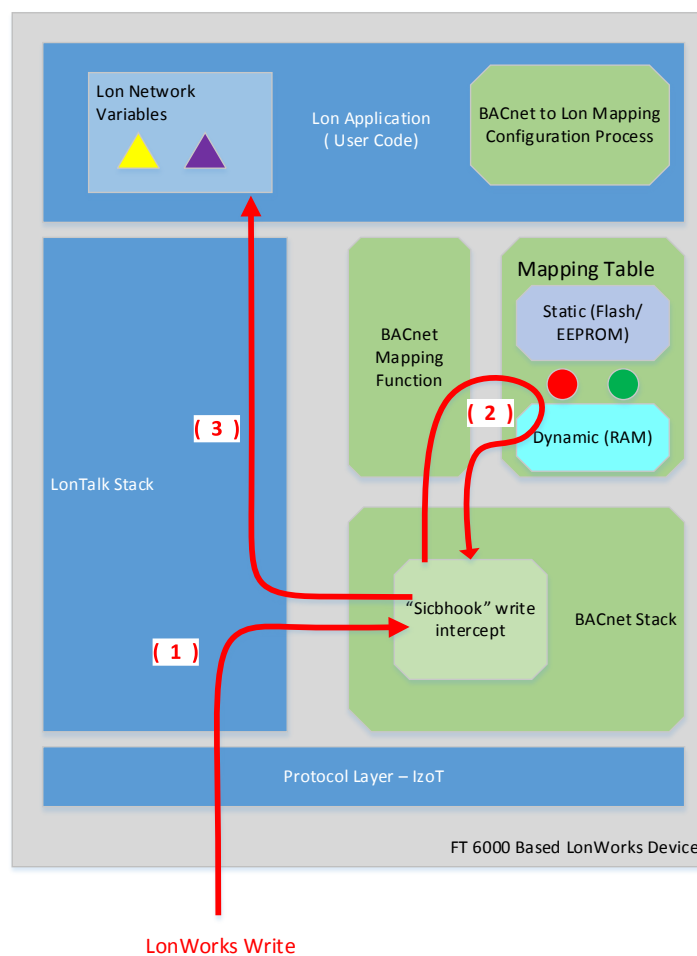 Lon Network
Variables
Lon Application
( User Code)
BACnet to Lon Mapping
Configuration Process
LonTalk Stack
BACnet
Mapping
Function
Mapping Table
Static (Flash/
EEPROM)
Dynamic (RAM)
( 2 )
( 3 )
( 1 )
“Sicbhook” write
intercept
BACnet Stack
Protocol Layer – IzoT
FT 6000 Based LonWorks Device
LonWorks Write